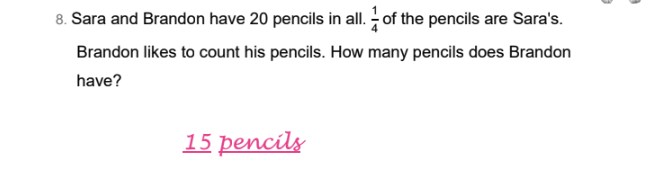 8. Sara and Brandon have 20 pencils in all. 1/4 of the pencils are Sara's.
Brandon likes to count his pencils. How many pencils does Brandon
have?
15 pencils